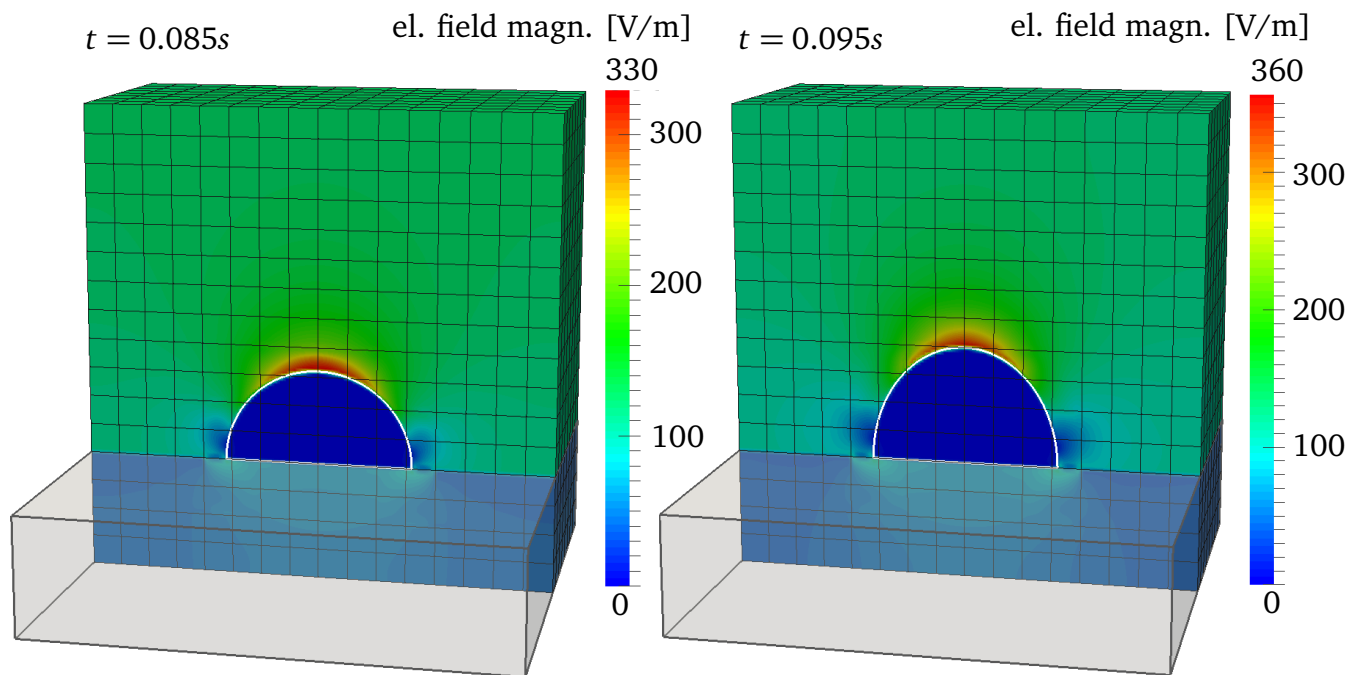 t = 0.085s
el. field magn. [V/m]
330
300
200
100
0
t = 0.095s
el. field magn. [V/m]
360
300
200
100
0